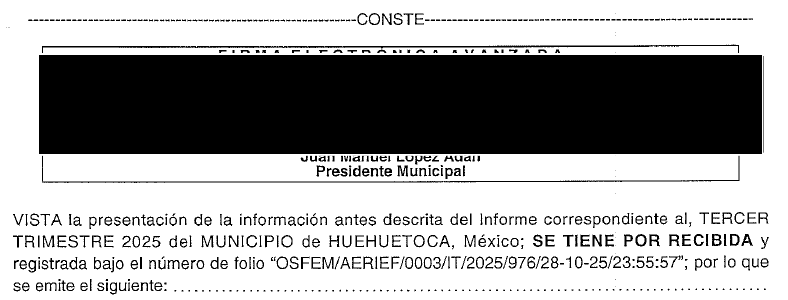 --------------------------------------------------CONSTE--------------------------------------------------
FIRMA ELECTRÓNICA AVANZADA
Juan Manuel López Adán
Presidente Municipal
VISTA la presentación de la información antes descrita del Informe correspondiente al, TERCER
TRIMESTRE 2025 del MUNICIPIO de HUEHUETOCA, México; SE TIENE POR RECIBIDA y
registrada bajo el número de folio “OSFEM/AERIEF/0003/IT/2025/976/28-10-25/23:55:57”; por lo que
se emite el siguiente: ........................................................................